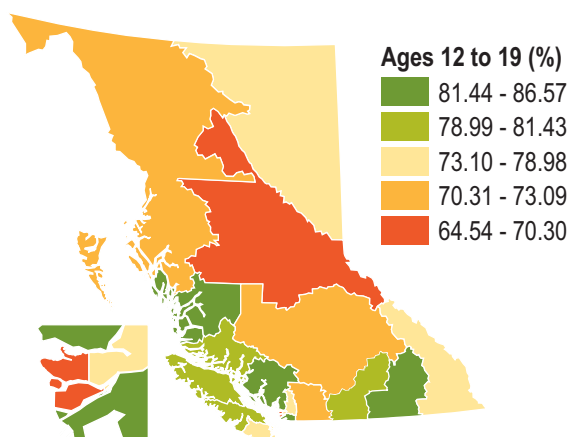 Ages 12 to 19 (%)
81.44 - 86.57
78.99 - 81.43
73.10 - 78.98
70.31 - 73.09
64.54 - 70.30